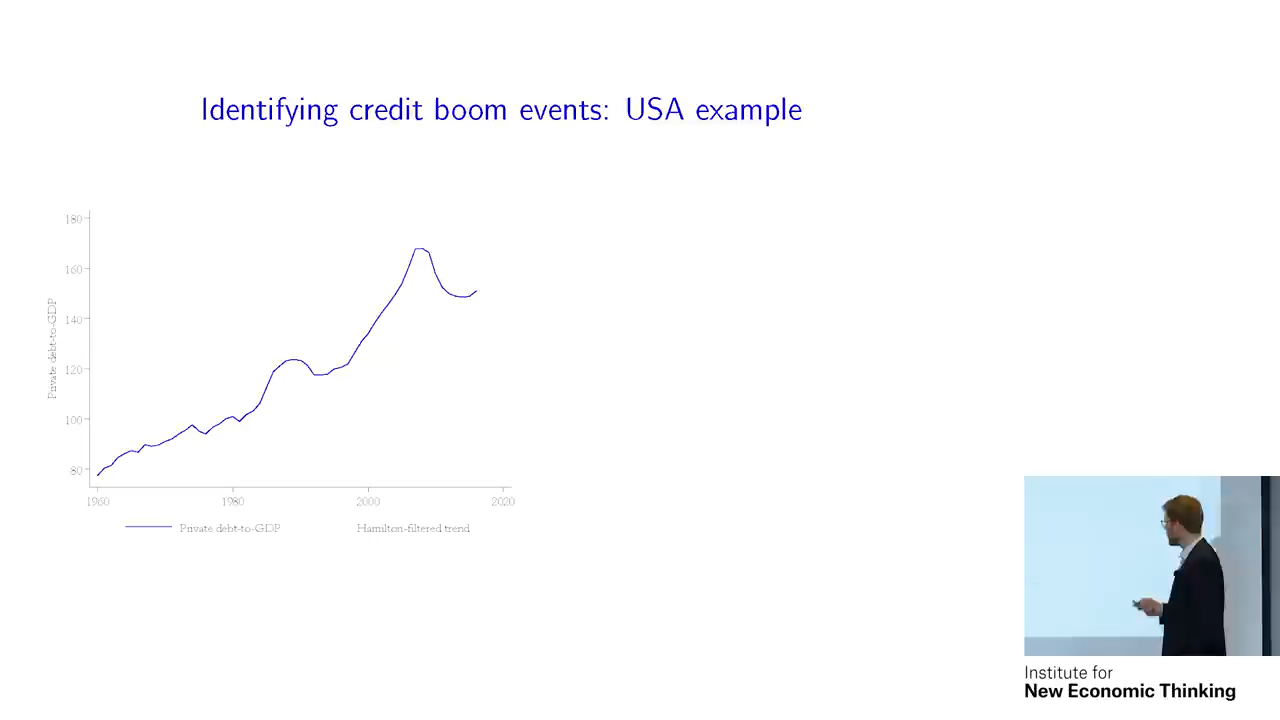 Identifying credit boom events: USA example
180
160
140
120
100
80
Private debt-to-GDP
1960
1980
2000
2020
Private debt-to-GDP
Hamilton-filtered trend
Institute for
New Economic Thinking